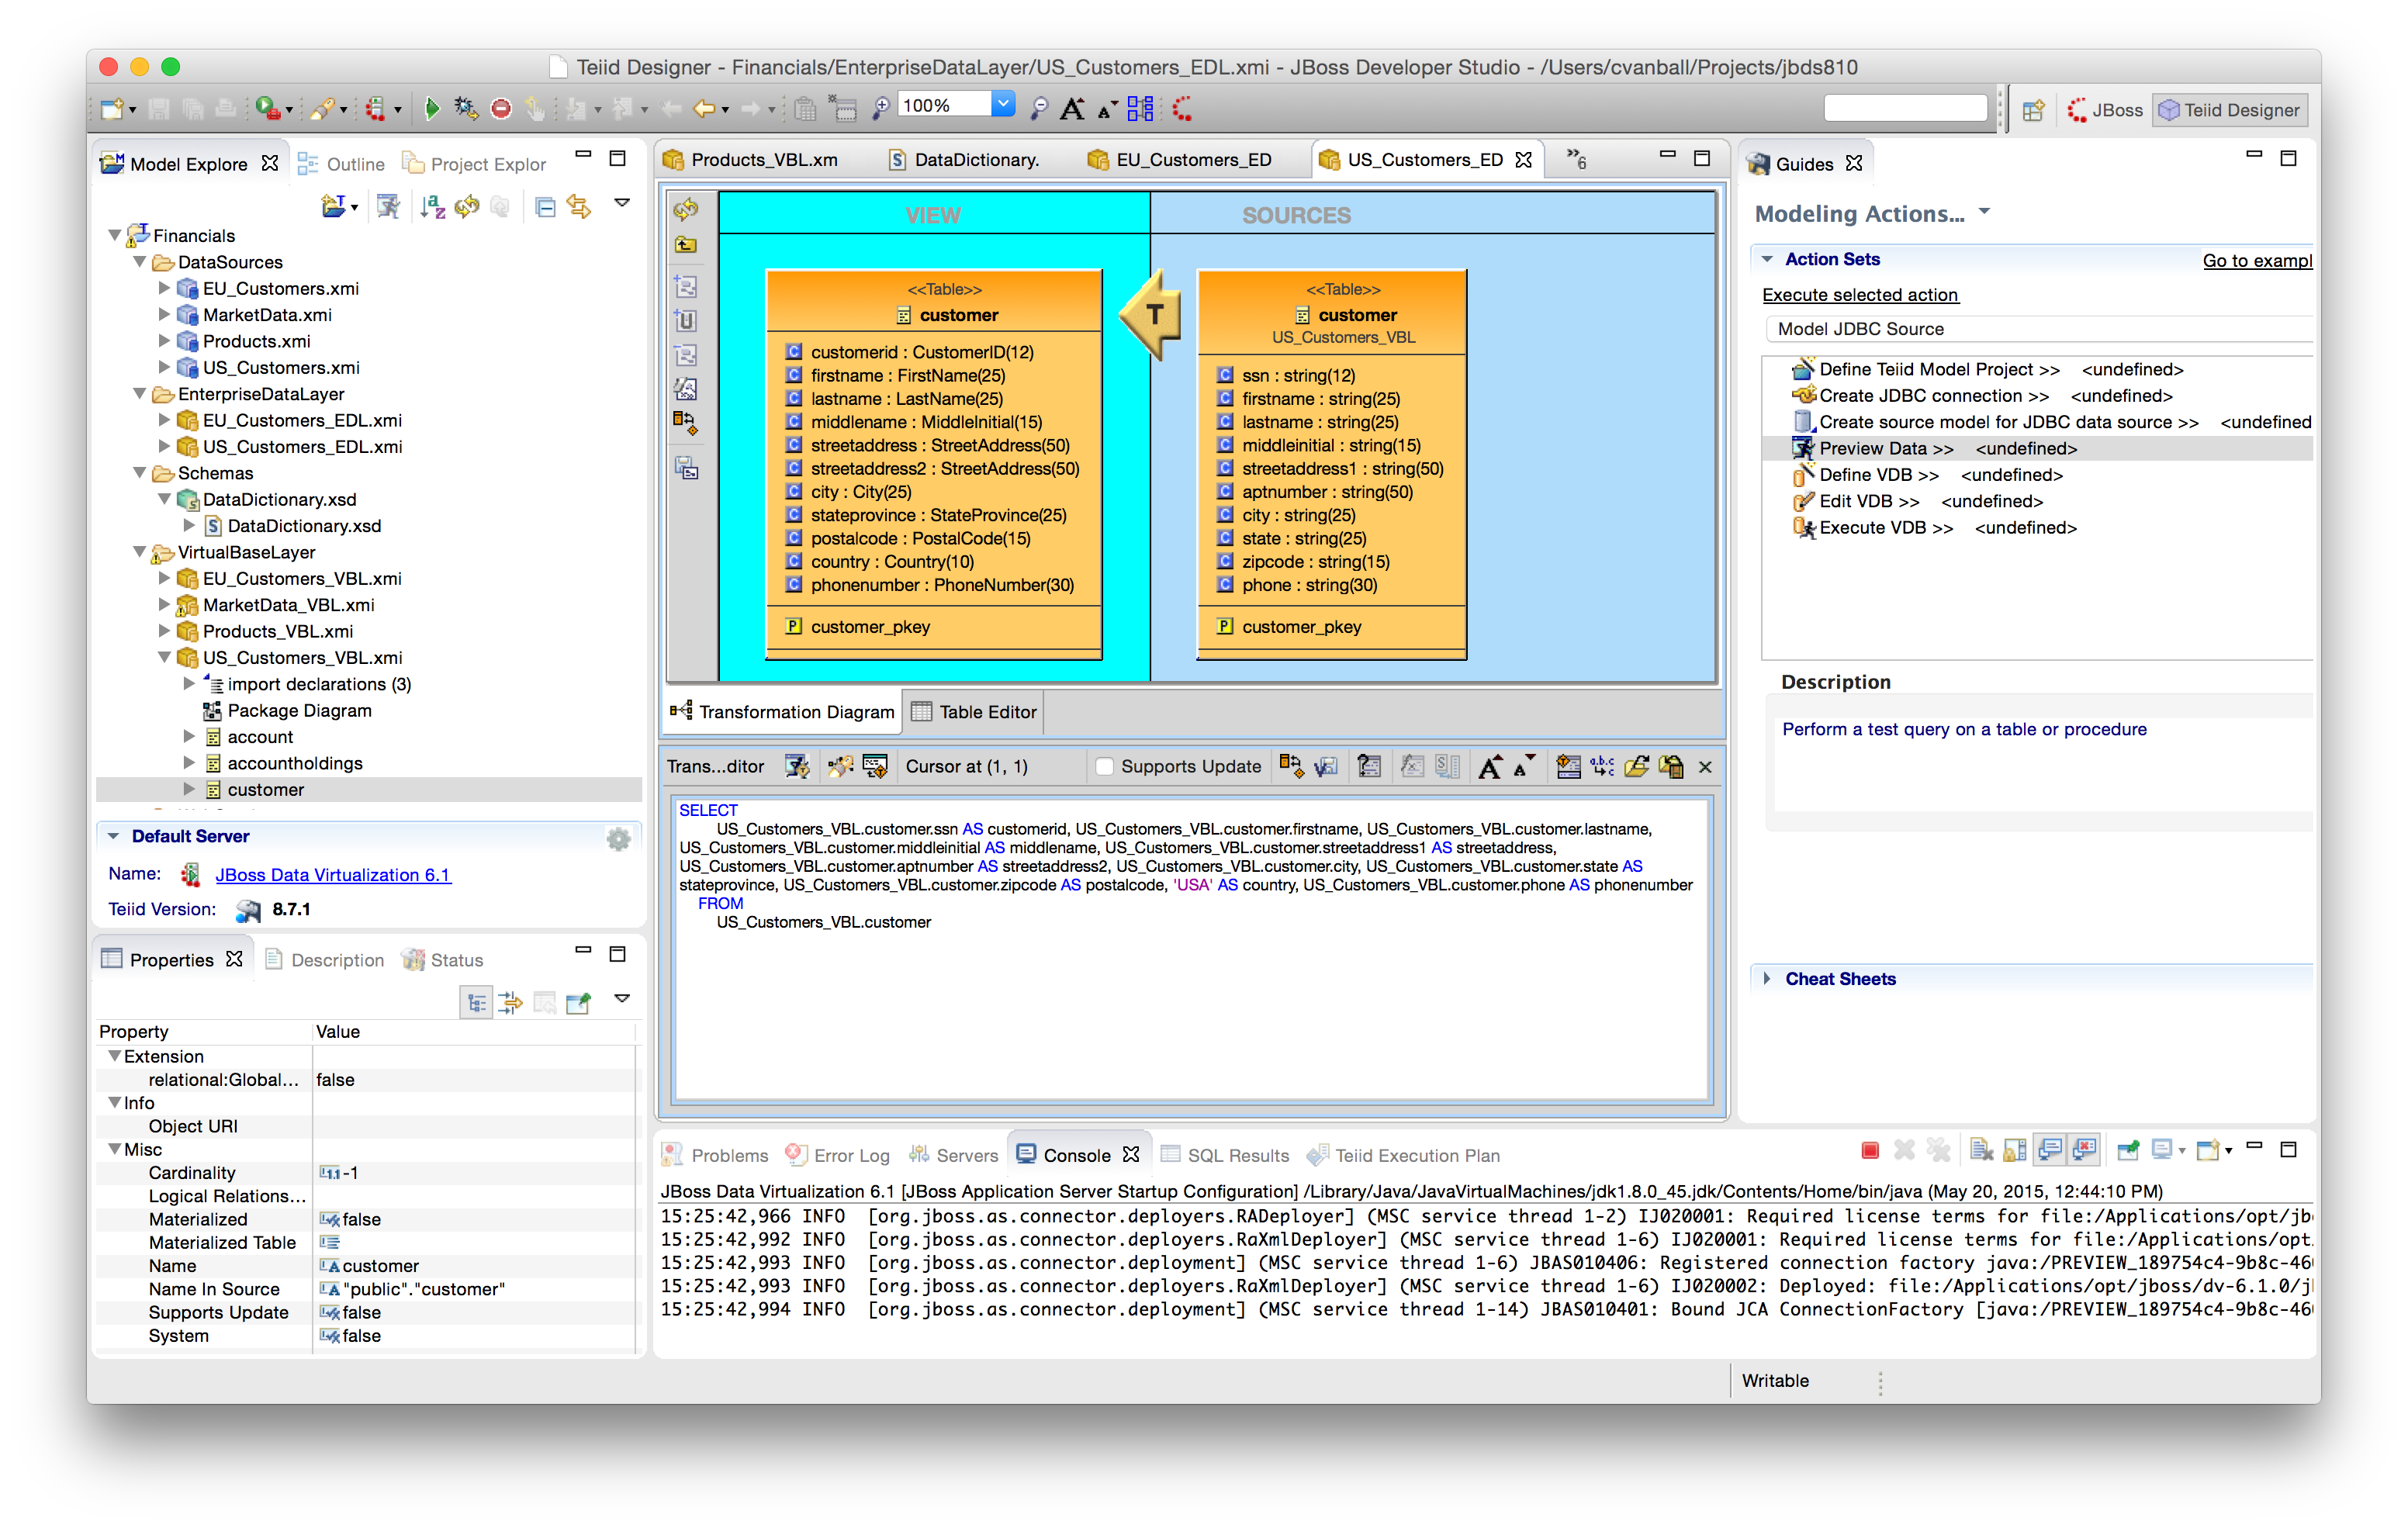 Teiid Designer - Financials/EnterpriseDataLayer/US_Customers_EDL.xmi - JBoss Developer Studio - /Users/cvanball/Projects/jbds810
100%
JBoss
Teiid Designer
Model Explore
Outline
Project Explor
Financials
DataSources
EU_Customers.xmi
MarketData.xmi
Products.xmi
US_Customers.xmi
EnterpriseDataLayer
EU_Customers_EDL.xmi
US_Customers_EDL.xmi
Schemas
DataDictionary.xsd
DataDictionary.xsd
VirtualBaseLayer
EU_Customers_VBL.xmi
MarketData_VBL.xmi
Products_VBL.xmi
US_Customers_VBL.xmi
import declarations (3)
Package Diagram
account
accountholdings
customer
Default Server
Name: JBoss Data Virtualization 6.1
Teiid Version: 8.7.1
Properties
Description
Status
Property Value
Extension
relational:Global... false
Info
Object URI
Misc
Cardinality -1
Logical Relations...
Materialized false
Materialized Table
Name customer
Name In Source "public"."customer"
Supports Update false
System false
Products_VBL.xm
DataDictionary.
EU_Customers_ED
US_Customers_ED
»6
VIEW
SOURCES
<<Table>>
customer
customerid : CustomerID(12)
firstname : FirstName(25)
lastname : LastName(25)
middlename : MiddleInitial(15)
streetaddress : StreetAddress(50)
streetaddress2 : StreetAddress(50)
city : City(25)
stateprovince : StateProvince(25)
postalcode : PostalCode(15)
country : Country(10)
phonenumber : PhoneNumber(30)
customer_pkey
T
<<Table>>
customer
US_Customers_VBL
ssn : string(12)
firstname : string(25)
lastname : string(25)
middleinitial : string(15)
streetaddress1 : string(50)
aptnumber : string(50)
city : string(25)
state : string(25)
zipcode : string(15)
phone : string(30)
customer_pkey
Transformation Diagram
Table Editor
Trans...ditor
Cursor at (1, 1)
Supports Update
SELECT
US_Customers_VBL.customer.ssn AS customerid, US_Customers_VBL.customer.firstname, US_Customers_VBL.customer.lastname,
US_Customers_VBL.customer.middleinitial AS middlename, US_Customers_VBL.customer.streetaddress1 AS streetaddress,
US_Customers_VBL.customer.aptnumber AS streetaddress2, US_Customers_VBL.customer.city, US_Customers_VBL.customer.state AS
stateprovince, US_Customers_VBL.customer.zipcode AS postalcode, 'USA' AS country, US_Customers_VBL.customer.phone AS phonenumber
FROM
US_Customers_VBL.customer
Guides
Modeling Actions...
Action Sets
Go to exampl
Execute selected action
Model JDBC Source
Define Teiid Model Project >> <undefined>
Create JDBC connection >> <undefined>
Create source model for JDBC data source >> <undefined
Preview Data >> <undefined>
Define VDB >> <undefined>
Edit VDB >> <undefined>
Execute VDB >> <undefined>
Description
Perform a test query on a table or procedure
Cheat Sheets
Problems
Error Log
Servers
Console
SQL Results
Teiid Execution Plan
JBoss Data Virtualization 6.1 [JBoss Application Server Startup Configuration] /Library/Java/JavaVirtualMachines/jdk1.8.0_45.jdk/Contents/Home/bin/java (May 20, 2015, 12:44:10 PM)
15:25:42,966 INFO [org.jboss.as.connector.deployers.RADeployer] (MSC service thread 1-2) IJ020001: Required license terms for file:/Applications/opt/jb
15:25:42,992 INFO [org.jboss.as.connector.deployers.RaXmlDeployer] (MSC service thread 1-6) IJ020001: Required license terms for file:/Applications/opt
15:25:42,993 INFO [org.jboss.as.connector.deployment] (MSC service thread 1-6) JBAS010406: Registered connection factory java:/PREVIEW_189754c4-9b8c-46
15:25:42,993 INFO [org.jboss.as.connector.deployers.RaXmlDeployer] (MSC service thread 1-6) IJ020002: Deployed: file:/Applications/opt/jboss/dv-6.1.0/j
15:25:42,994 INFO [org.jboss.as.connector.deployment] (MSC service thread 1-14) JBAS010401: Bound JCA ConnectionFactory [java:/PREVIEW_189754c4-9b8c-46
Writable